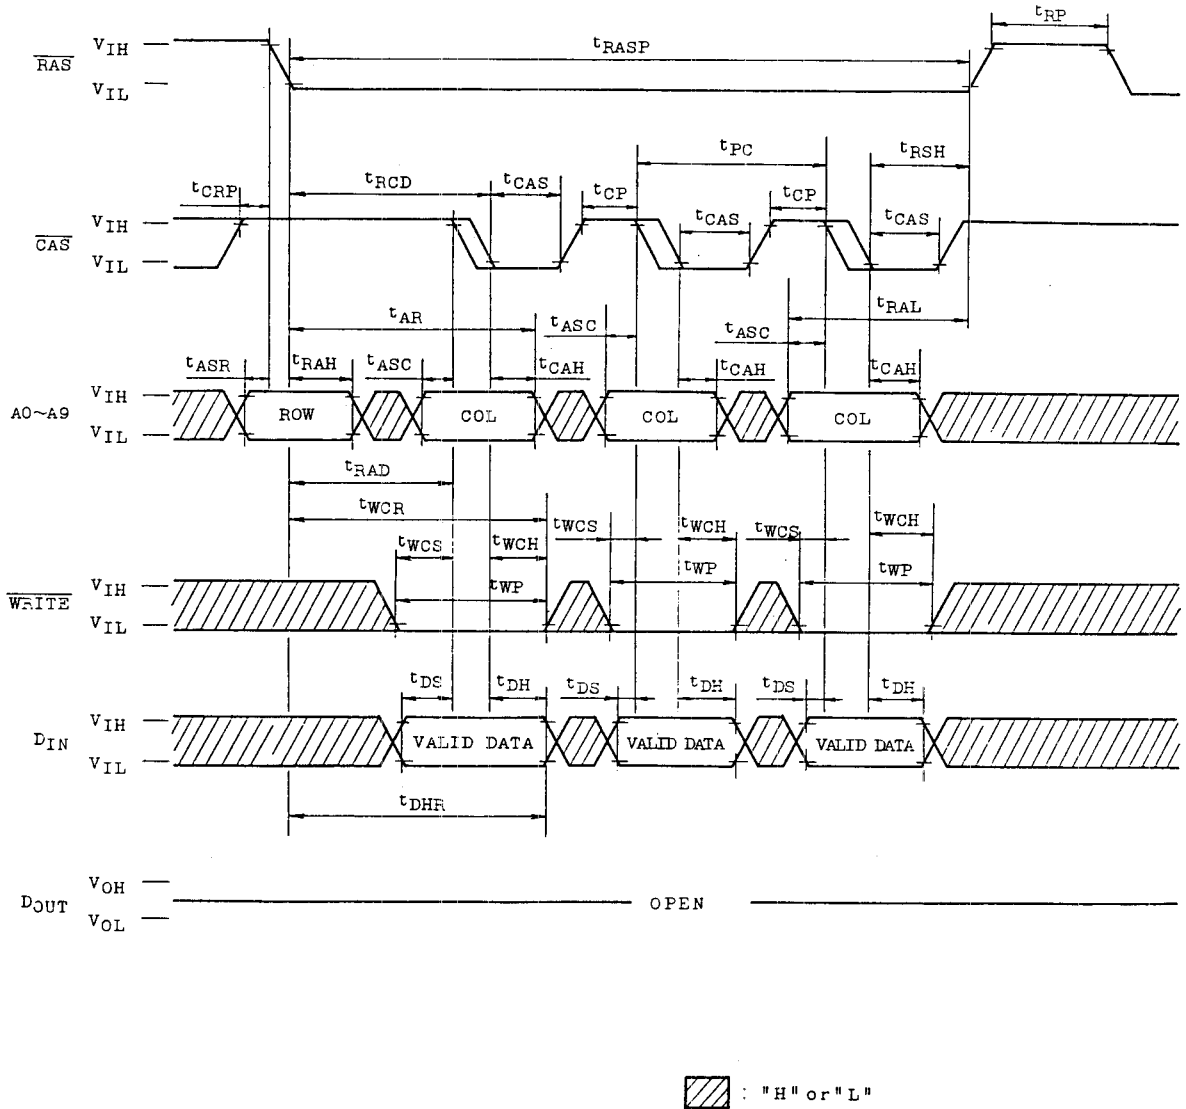 tRP
VIH
tRASP
RAS
VIL
tPC
tRSH
tCRP
tRCD
tCAS
tCP
tCP
VIH
tCAS
tCAS
CAS
VIL
tAR
tASC
tRAL
tASC
tASR
tRAH
tASC
tCAH
tCAH
tCAH
VIH
A0~A9
ROW
COL
COL
COL
VIL
tRAD
tWCR
tWCS
tWCH
tWCS
tWCH
tWCS
tWCH
tWP
tWP
tWP
VIH
WRITE
VIL
tDS
tDH
tDS
tDH
tDS
tDH
VIH
DIN
VALID DATA
VALID DATA
VALID DATA
VIL
tDHR
VOH
DOUT
OPEN
VOL
: "H" or "L"